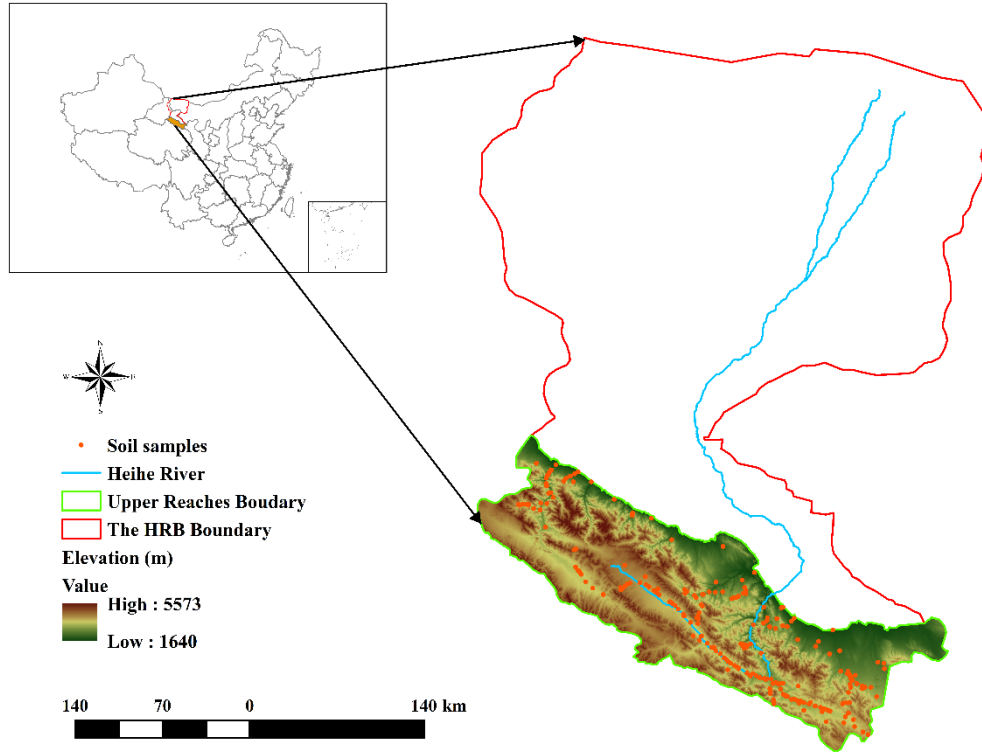 N
W
E
S
Soil samples
Heihe River
Upper Reaches Boudary
The HRB Boundary
Elevation (m)
Value
High : 5573
Low : 1640
140 70 0 140 km